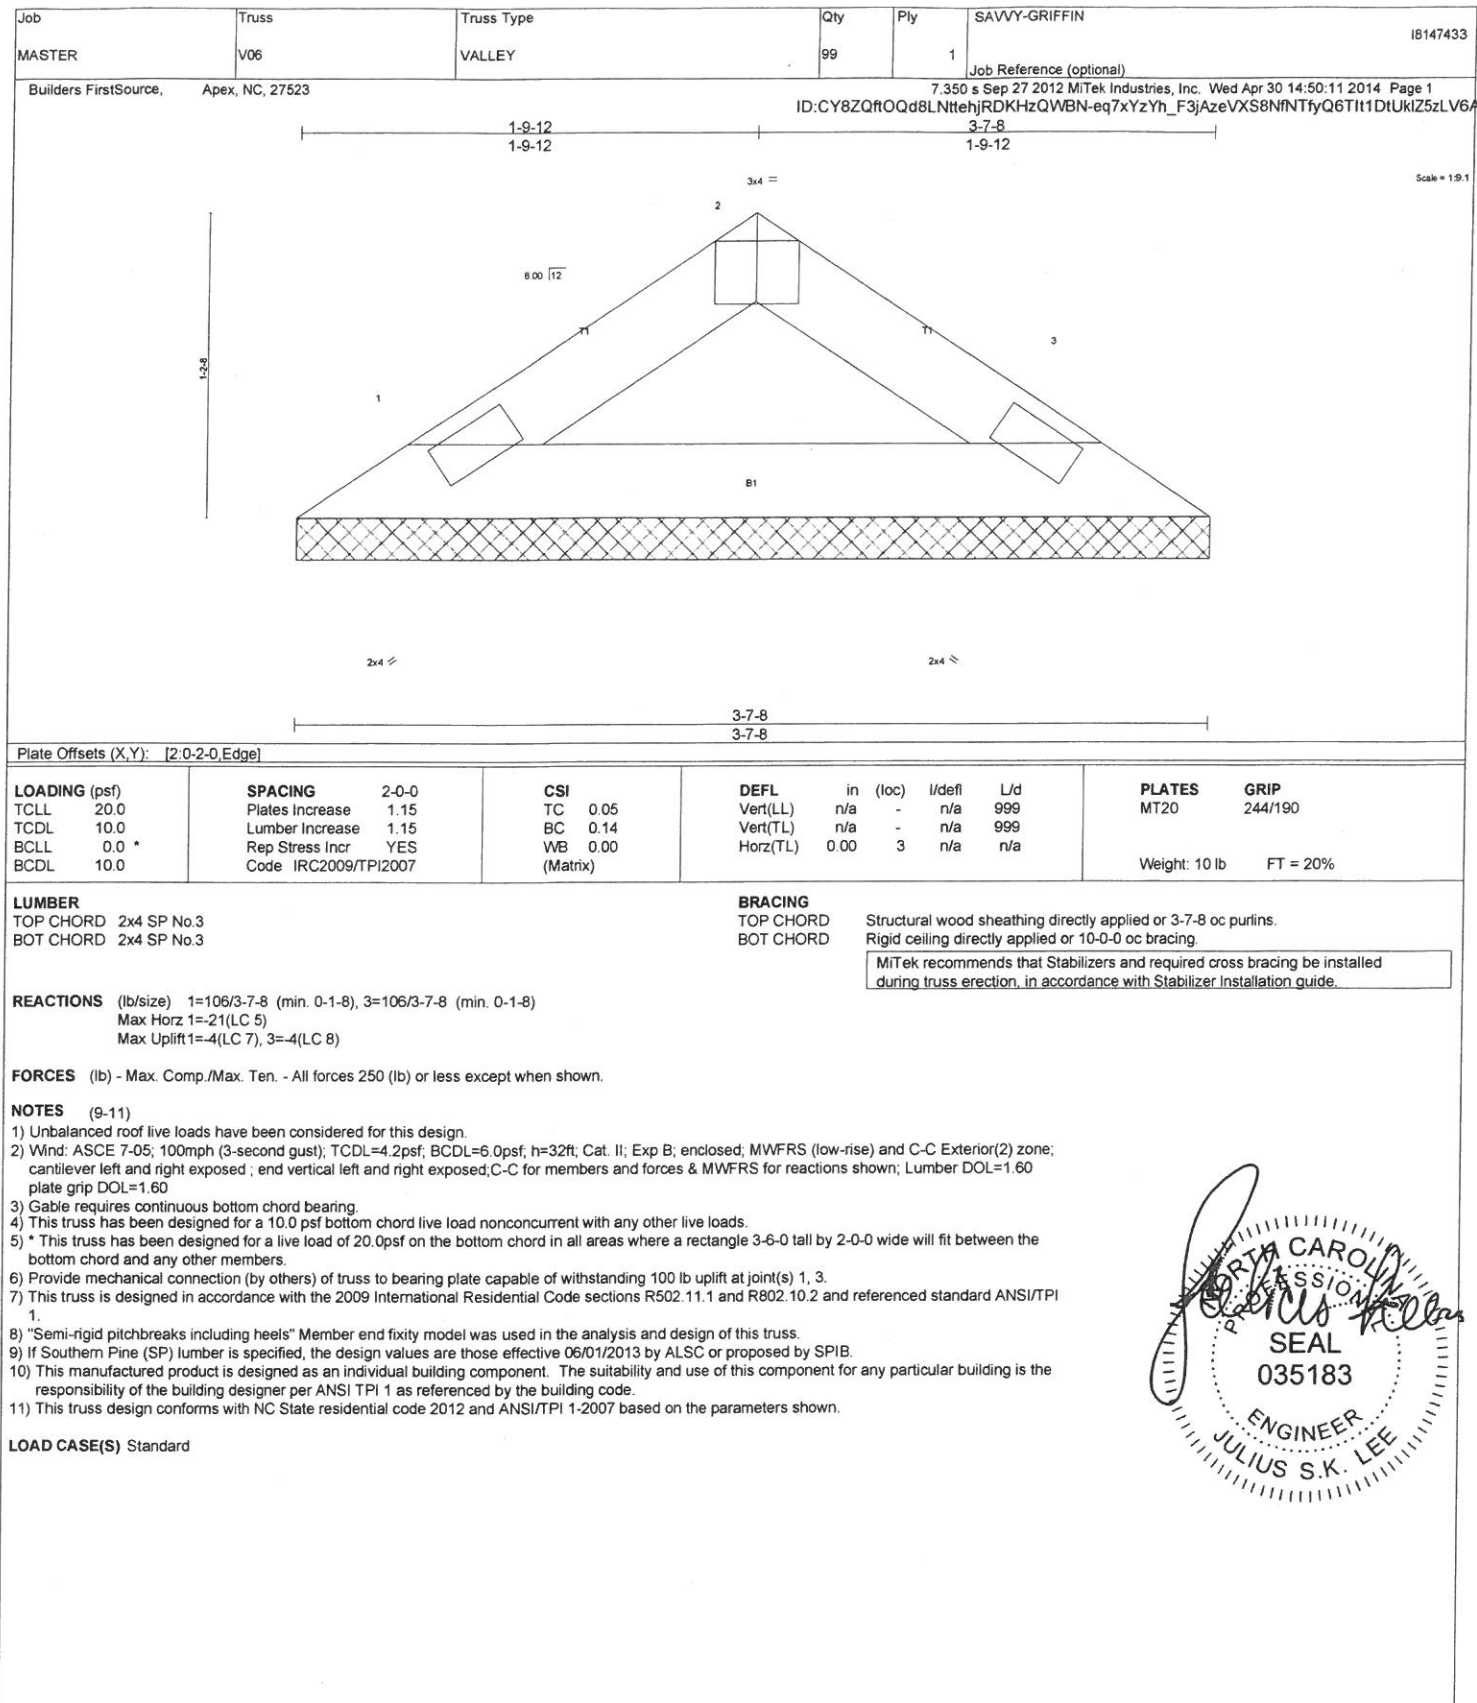 Job Truss Truss Type Qty Ply SAVVY-GRIFFIN
I8147433
MASTER V06 VALLEY 99 1
Job Reference (optional)
Builders FirstSource, Apex, NC, 27523 7.350 s Sep 27 2012 MiTek Industries, Inc. Wed Apr 30 14:50:11 2014 Page 1
1-9-12 3-7-8
1-9-12 1-9-12
3x4 =
Scale = 1:9.1
2
8.00 12
T1 T1
3
1-2-8
1
B1
2x4 2x4
3-7-8
3-7-8
Plate Offsets (X,Y): [2:0-2-0,Edge]
LOADING (psf) SPACING 2-0-0 CSI DEFL in (loc) l/defl L/d PLATES GRIP
TCLL 20.0 Plates Increase 1.15 TC 0.05 Vert(LL) n/a - n/a 999 MT20 244/190
TCDL 10.0 Lumber Increase 1.15 BC 0.14 Vert(TL) n/a - n/a 999
BCLL 0.0 * Rep Stress Incr YES WB 0.00 Horz(TL) 0.00 3 n/a n/a
BCDL 10.0 Code IRC2009/TPI2007 (Matrix) Weight: 10 lb FT = 20%
LUMBER
TOP CHORD 2x4 SP No.3
BOT CHORD 2x4 SP No.3
BRACING
TOP CHORD Structural wood sheathing directly applied or 3-7-8 oc purlins.
BOT CHORD Rigid ceiling directly applied or 10-0-0 oc bracing.
MiTek recommends that Stabilizers and required cross bracing be installed
during truss erection, in accordance with Stabilizer Installation guide.
REACTIONS (lb/size) 1=106/3-7-8 (min. 0-1-8), 3=106/3-7-8 (min. 0-1-8)
Max Horz 1=-21(LC 5)
Max Uplift1=-4(LC 7), 3=-4(LC 8)
FORCES (lb) - Max. Comp./Max. Ten. - All forces 250 (lb) or less except when shown.
NOTES (9-11)
1) Unbalanced roof live loads have been considered for this design.
2) Wind: ASCE 7-05; 100mph (3-second gust); TCDL=4.2psf; BCDL=6.0psf; h=32ft; Cat. II; Exp B; enclosed; MWFRS (low-rise) and C-C Exterior(2) zone;
cantilever left and right exposed ; end vertical left and right exposed;C-C for members and forces & MWFRS for reactions shown; Lumber DOL=1.60
plate grip DOL=1.60
3) Gable requires continuous bottom chord bearing.
4) This truss has been designed for a 10.0 psf bottom chord live load nonconcurrent with any other live loads.
5) * This truss has been designed for a live load of 20.0psf on the bottom chord in all areas where a rectangle 3-6-0 tall by 2-0-0 wide will fit between the
bottom chord and any other members.
6) Provide mechanical connection (by others) of truss to bearing plate capable of withstanding 100 lb uplift at joint(s) 1, 3.
7) This truss is designed in accordance with the 2009 International Residential Code sections R502.11.1 and R802.10.2 and referenced standard ANSI/TPI
1.
8) "Semi-rigid pitchbreaks including heels" Member end fixity model was used in the analysis and design of this truss.
9) If Southern Pine (SP) lumber is specified, the design values are those effective 06/01/2013 by ALSC or proposed by SPIB.
10) This manufactured product is designed as an individual building component. The suitability and use of this component for any particular building is the
responsibility of the building designer per ANSI TPI 1 as referenced by the building code.
11) This truss design conforms with NC State residential code 2012 and ANSI/TPI 1-2007 based on the parameters shown.
LOAD CASE(S) Standard
NORTH CAROLINA
PROFESSIONAL
SEAL
035183
ENGINEER
JULIUS S.K. LEE